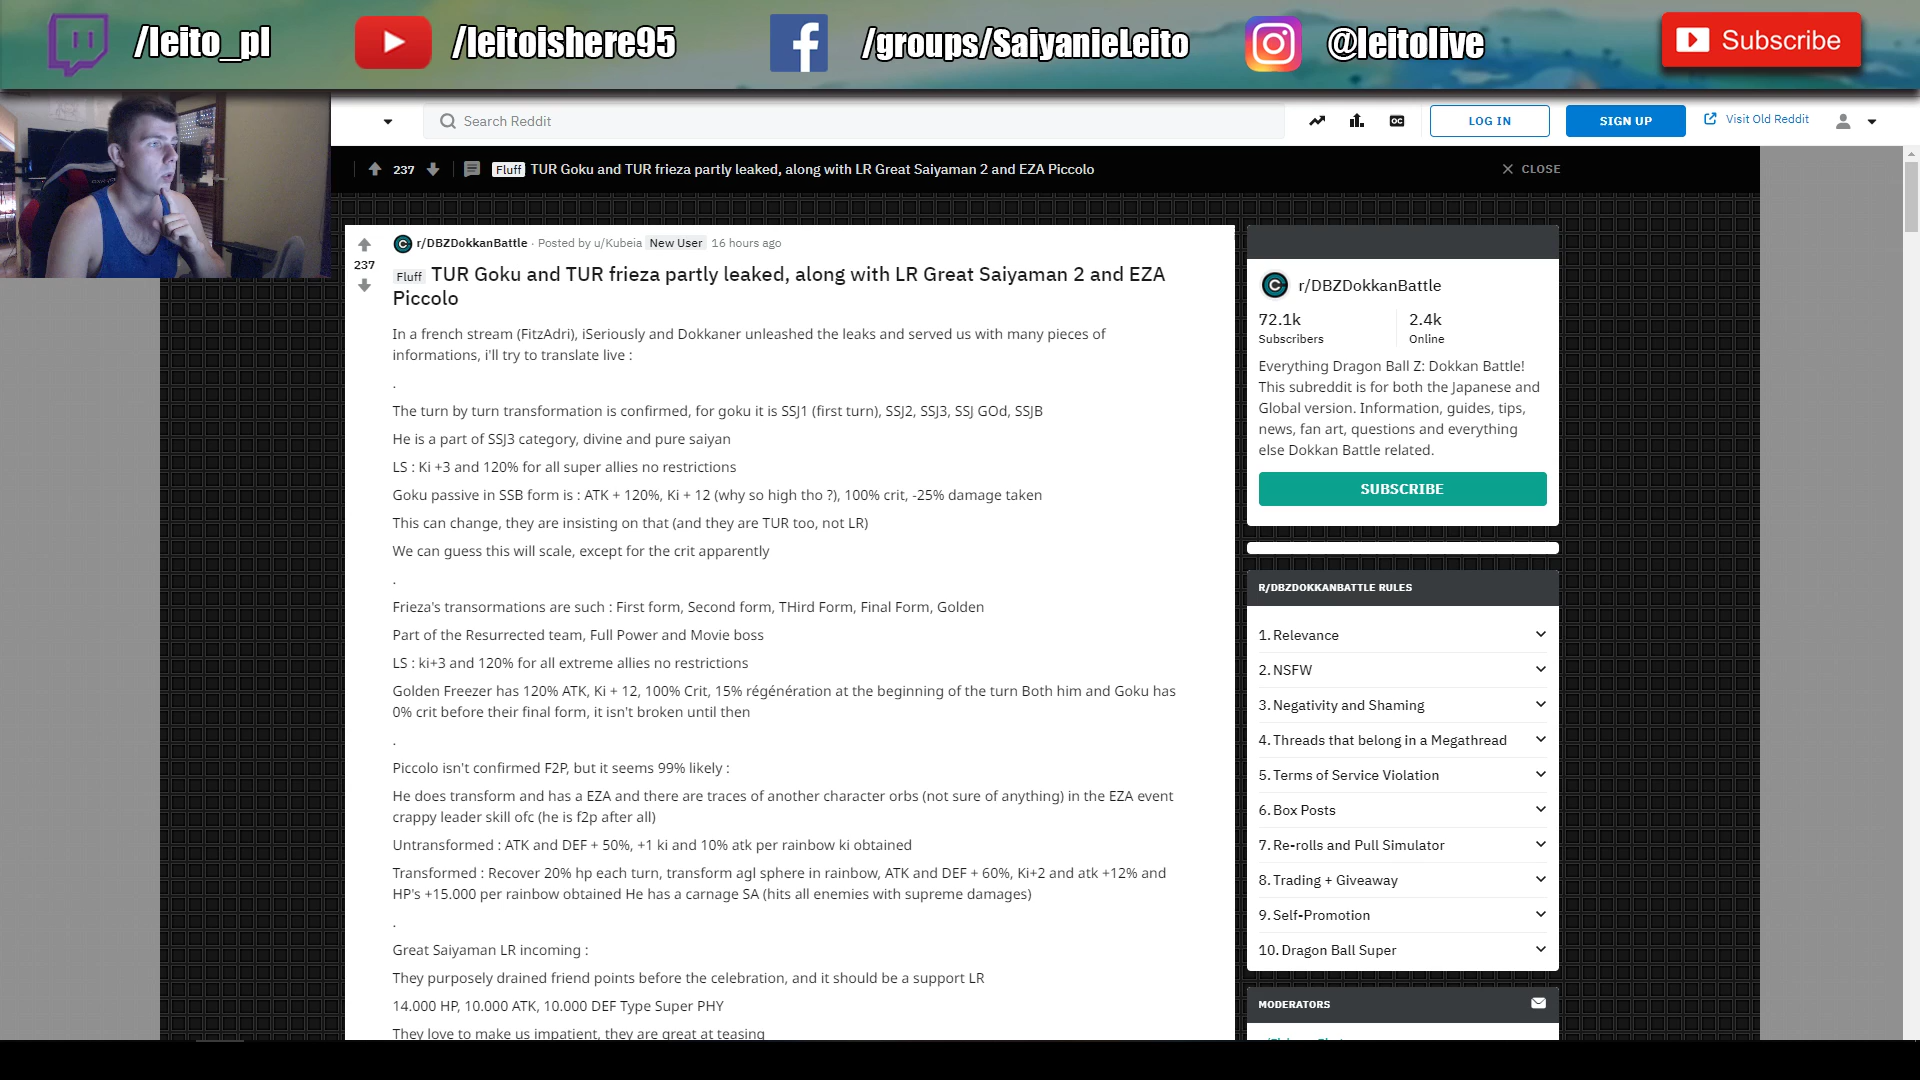 /leito_pl
/leitoishere95
/groups/SaiyanieLeito
@leitolive
Subscribe
Search Reddit
LOG IN
SIGN UP
Visit Old Reddit
237
Fluff TUR Goku and TUR frieza partly leaked, along with LR Great Saiyaman 2 and EZA Piccolo
CLOSE
r/DBZDokkanBattle · Posted by u/Kubeia New User 16 hours ago
237
Fluff TUR Goku and TUR frieza partly leaked, along with LR Great Saiyaman 2 and EZA
Piccolo
In a french stream (FitzAdri), iSeriously and Dokkaner unleashed the leaks and served us with many pieces of
informations, i'll try to translate live :
.
The turn by turn transformation is confirmed, for goku it is SSJ1 (first turn), SSJ2, SSJ3, SSJ GOd, SSJB
He is a part of SSJ3 category, divine and pure saiyan
LS : Ki +3 and 120% for all super allies no restrictions
Goku passive in SSB form is : ATK + 120%, Ki + 12 (why so high tho ?), 100% crit, -25% damage taken
This can change, they are insisting on that (and they are TUR too, not LR)
We can guess this will scale, except for the crit apparently
.
Frieza's transormations are such : First form, Second form, THird Form, Final Form, Golden
Part of the Resurrected team, Full Power and Movie boss
LS : ki+3 and 120% for all extreme allies no restrictions
Golden Freezer has 120% ATK, Ki + 12, 100% Crit, 15% régénération at the beginning of the turn Both him and Goku has
0% crit before their final form, it isn't broken until then
.
Piccolo isn't confirmed F2P, but it seems 99% likely :
He does transform and has a EZA and there are traces of another character orbs (not sure of anything) in the EZA event
crappy leader skill ofc (he is f2p after all)
Untransformed : ATK and DEF + 50%, +1 ki and 10% atk per rainbow ki obtained
Transformed : Recover 20% hp each turn, transform agl sphere in rainbow, ATK and DEF + 60%, Ki+2 and atk +12% and
HP's +15.000 per rainbow obtained He has a carnage SA (hits all enemies with supreme damages)
.
Great Saiyaman LR incoming :
They purposely drained friend points before the celebration, and it should be a support LR
14.000 HP, 10.000 ATK, 10.000 DEF Type Super PHY
They love to make us impatient, they are great at teasing
r/DBZDokkanBattle
72.1k
2.4k
Subscribers
Online
Everything Dragon Ball Z: Dokkan Battle!
This subreddit is for both the Japanese and
Global version. Information, guides, tips,
news, fan art, questions and everything
else Dokkan Battle related.
SUBSCRIBE
R/DBZDOKKANBATTLE RULES
1. Relevance
2. NSFW
3. Negativity and Shaming
4. Threads that belong in a Megathread
5. Terms of Service Violation
6. Box Posts
7. Re-rolls and Pull Simulator
8. Trading + Giveaway
9. Self-Promotion
10. Dragon Ball Super
MODERATORS